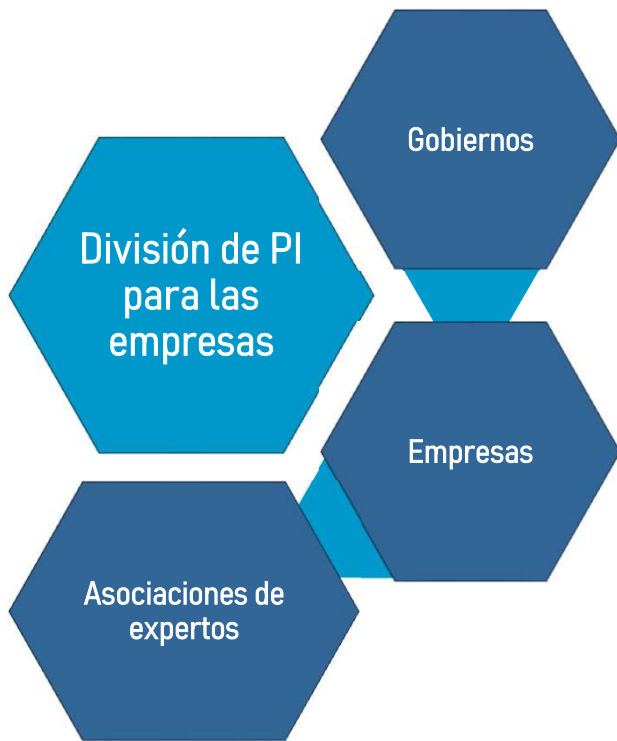 Gobiernos
División de PI
para las
empresas
Empresas
Asociaciones de
expertos